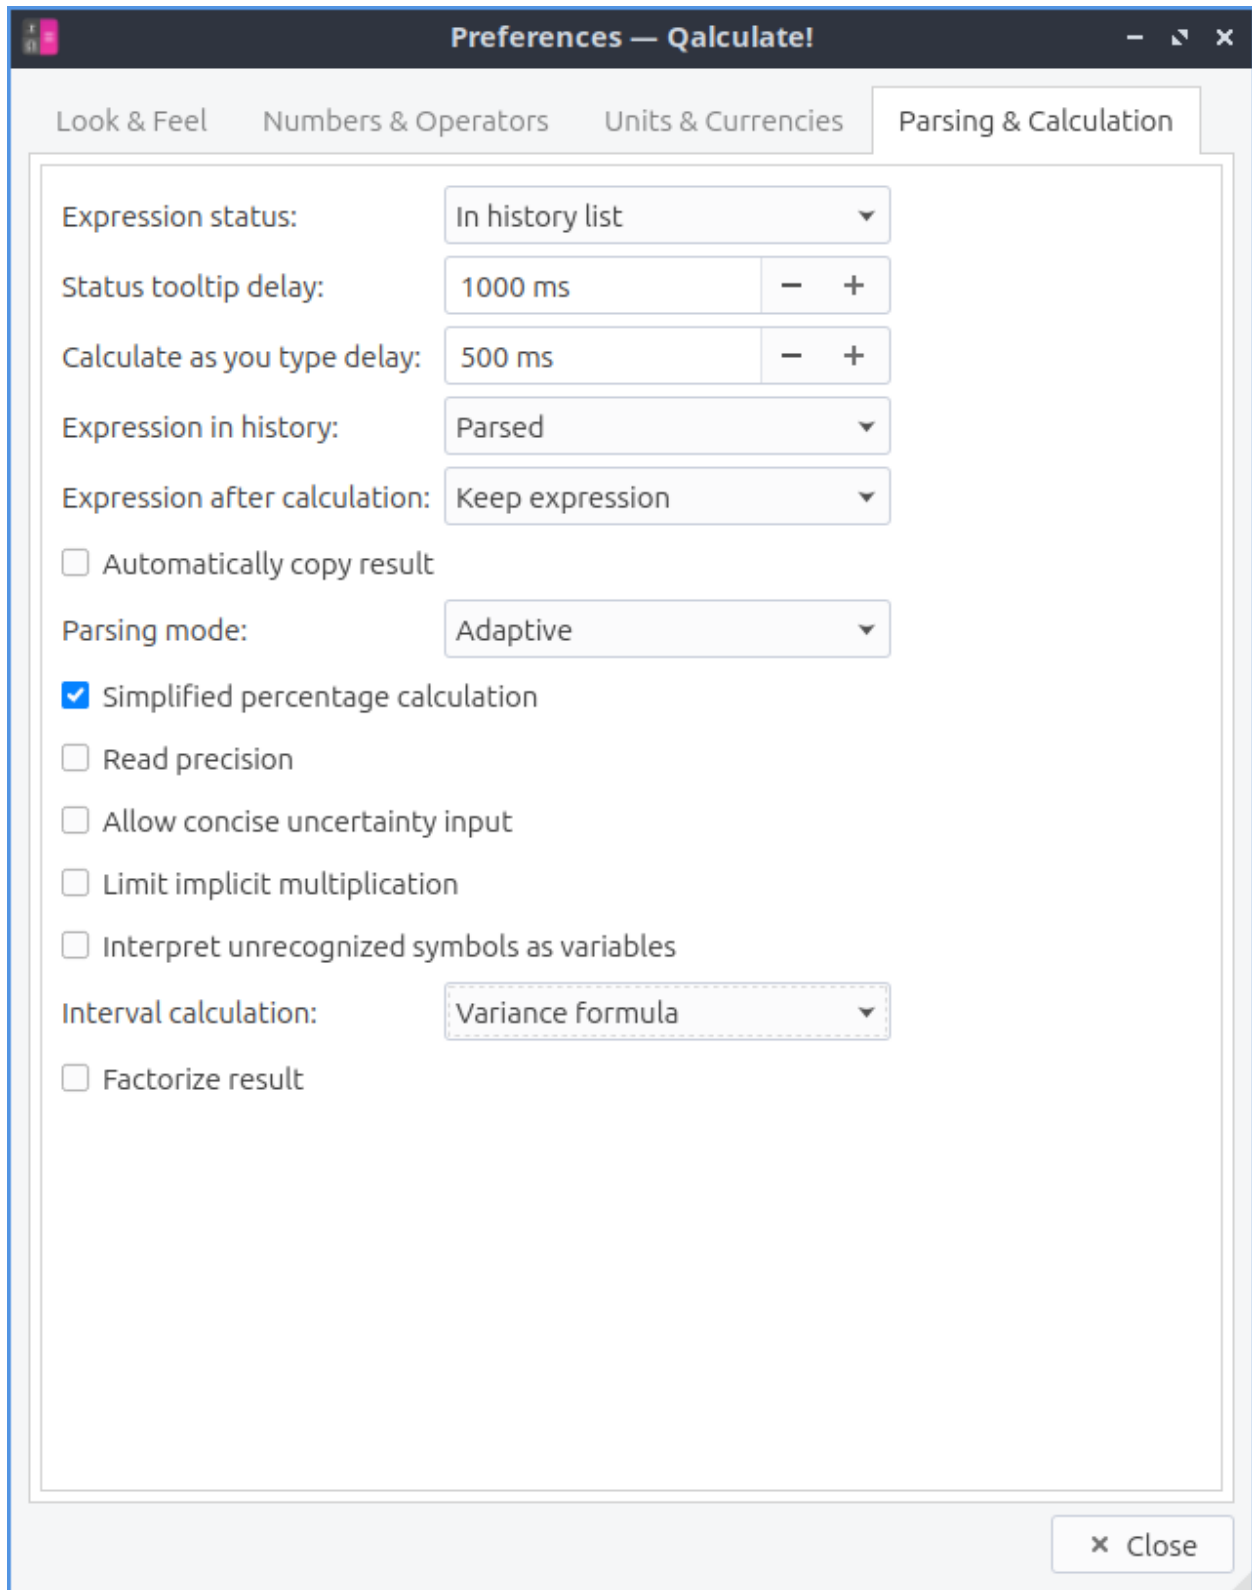 Preferences — Qalculate!
Look & Feel Numbers & Operators Units & Currencies Parsing & Calculation
Expression status: In history list
Status tooltip delay: 1000 ms − +
Calculate as you type delay: 500 ms − +
Expression in history: Parsed
Expression after calculation: Keep expression
Automatically copy result
Parsing mode: Adaptive
Simplified percentage calculation
Read precision
Allow concise uncertainty input
Limit implicit multiplication
Interpret unrecognized symbols as variables
Interval calculation: Variance formula
Factorize result
Close